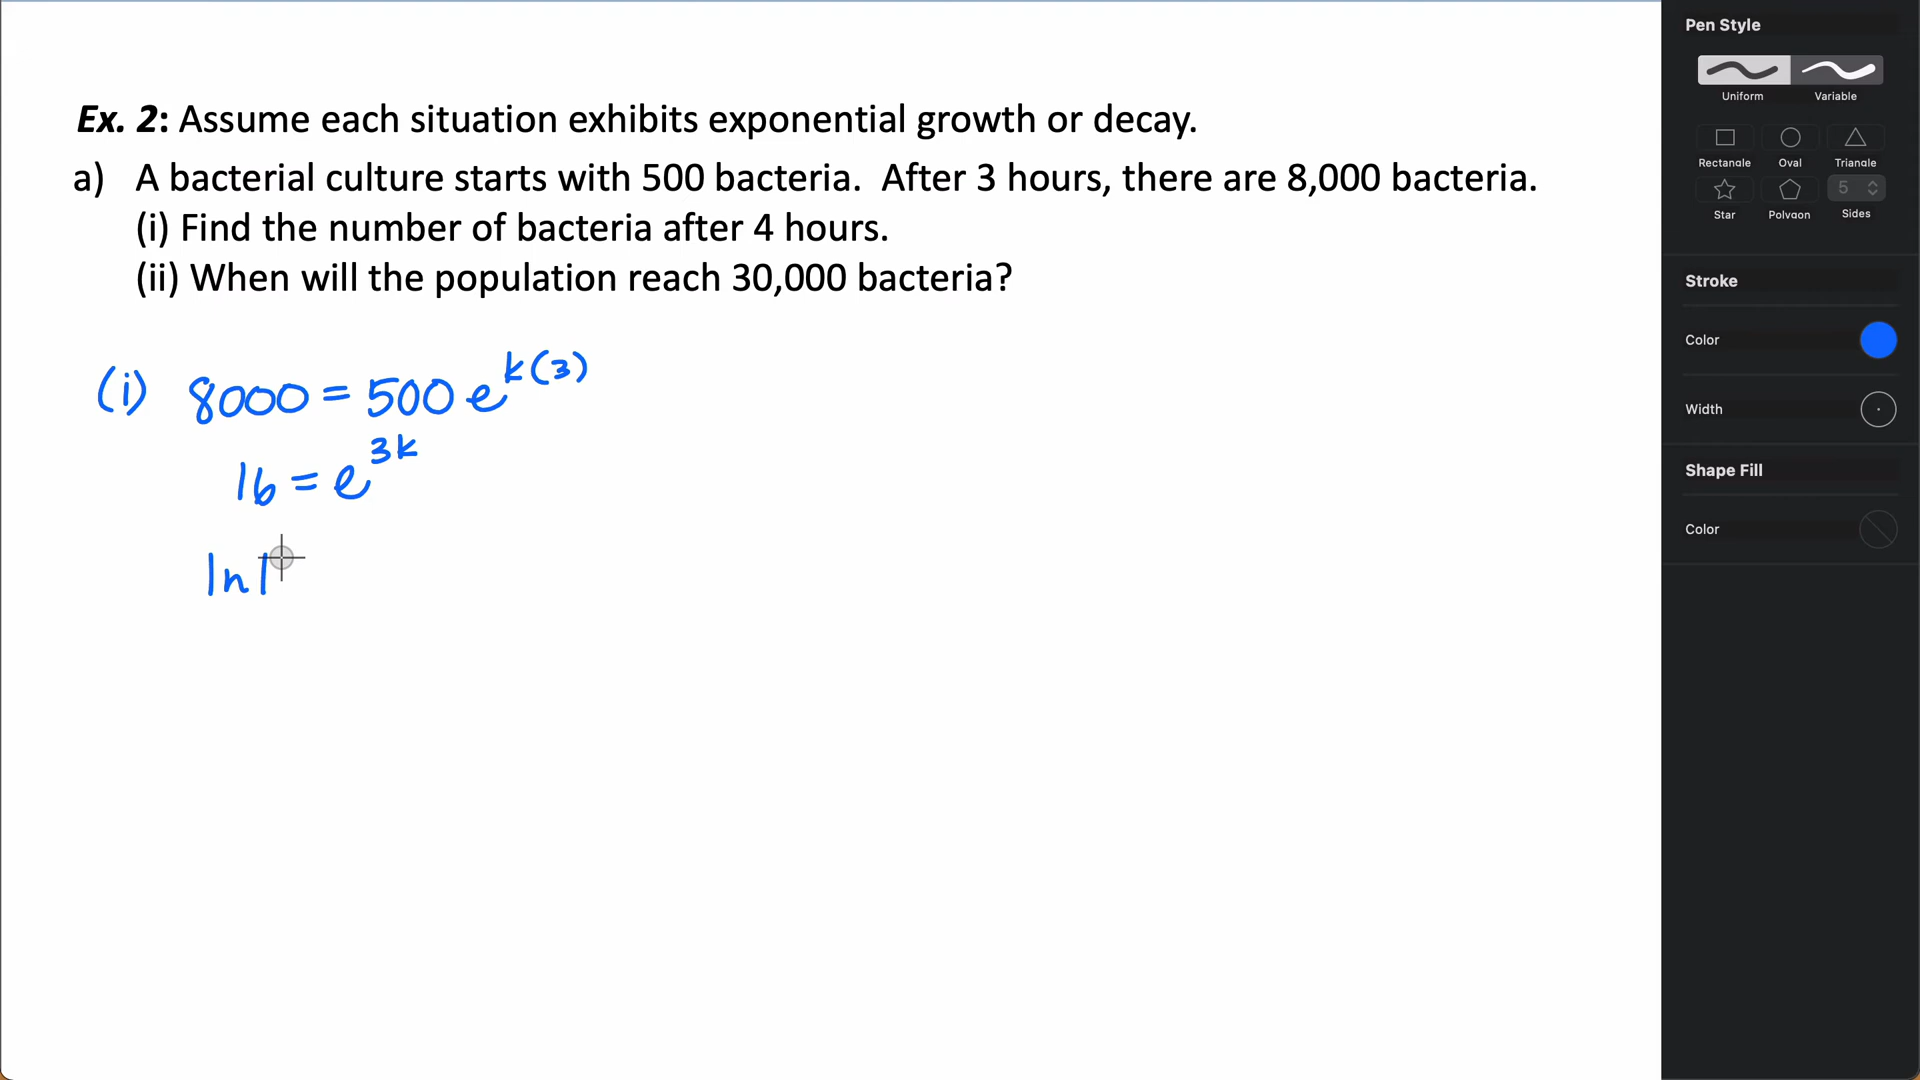 Ex. 2: Assume each situation exhibits exponential growth or decay.
a) A bacterial culture starts with 500 bacteria. After 3 hours, there are 8,000 bacteria.
(i) Find the number of bacteria after 4 hours.
(ii) When will the population reach 30,000 bacteria?
(i) 8000 = 500 e^k(3)
16 = e^3k
ln 1
Pen Style
Uniform Variable
Rectangle Oval Triangle
5
Star Polygon Sides
Stroke
Color
Width
Shape Fill
Color